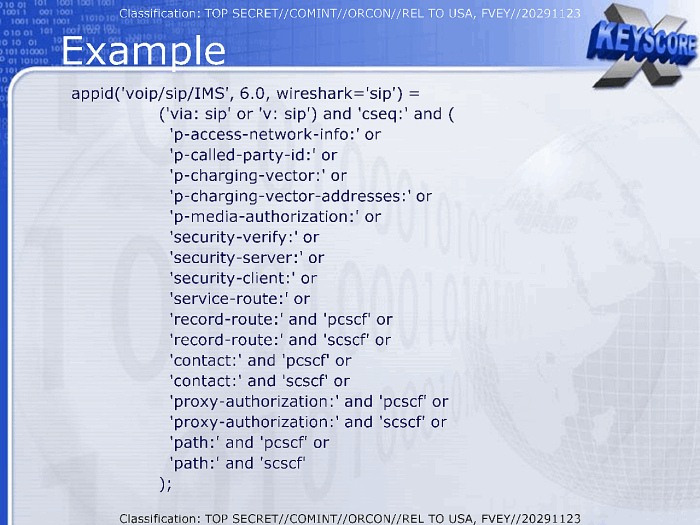 Classification: TOP SECRET//COMINT//ORCON//REL TO USA, FVEY//20291123
Example
X
KEYSCORE
appid('voip/sip/IMS', 6.0, wireshark='sip') =
('via: sip' or 'v: sip') and 'cseq:' and (
'p-access-network-info:' or
'p-called-party-id:' or
'p-charging-vector:' or
'p-charging-vector-addresses:' or
'p-media-authorization:' or
'security-verify:' or
'security-server:' or
'security-client:' or
'service-route:' or
'record-route:' and 'pcscf' or
'record-route:' and 'scscf' or
'contact:' and 'pcscf' or
'contact:' and 'scscf' or
'proxy-authorization:' and 'pcscf' or
'proxy-authorization:' and 'scscf' or
'path:' and 'pcscf' or
'path:' and 'scscf'
);
Classification: TOP SECRET//COMINT//ORCON//REL TO USA, FVEY//20291123